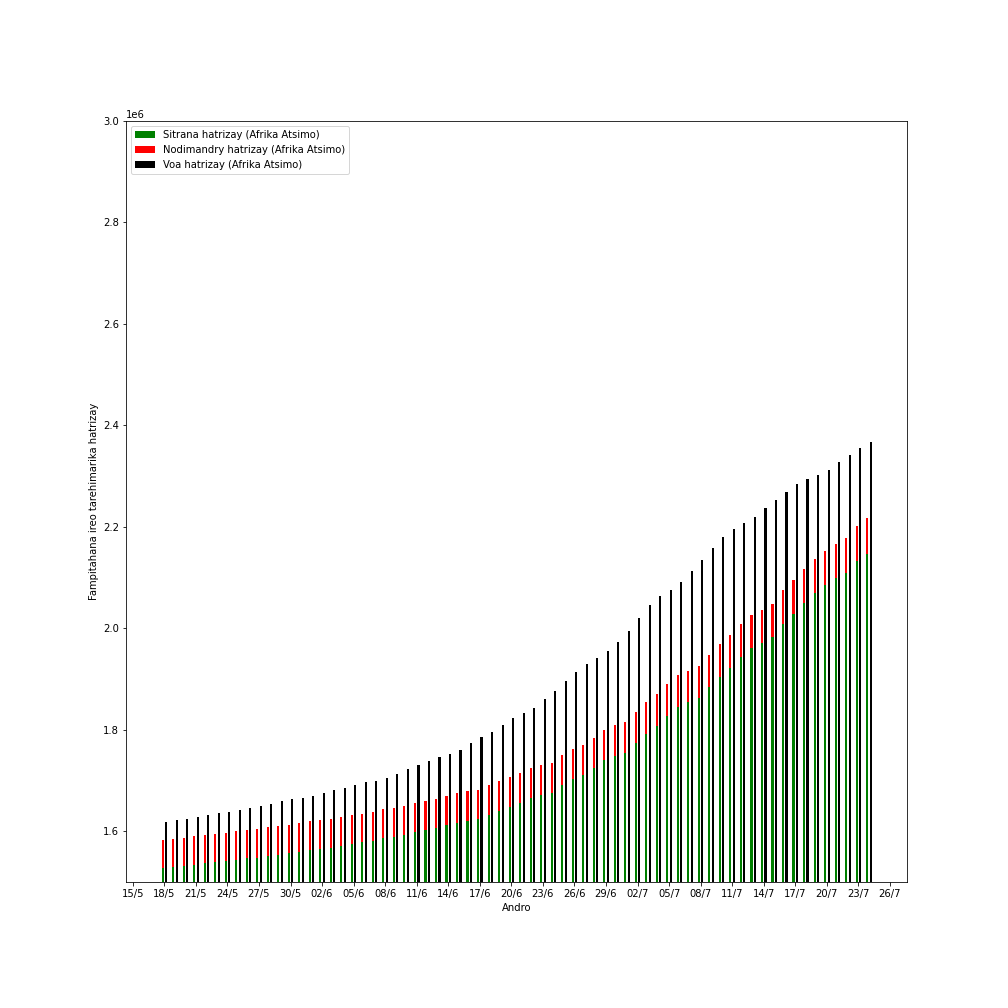 1e6
3.0
2.8
2.6
2.4
2.2
2.0
1.8
1.6
Sitrana hatrizay (Afrika Atsimo)
Nodimandry hatrizay (Afrika Atsimo)
Voa hatrizay (Afrika Atsimo)
Fampitahana ireo tarehimarika hatrizay
15/5 18/5 21/5 24/5 27/5 30/5 02/6 05/6 08/6 11/6 14/6 17/6 20/6 23/6 26/6 29/6 02/7 05/7 08/7 11/7 14/7 17/7 20/7 23/7 26/7
Andro